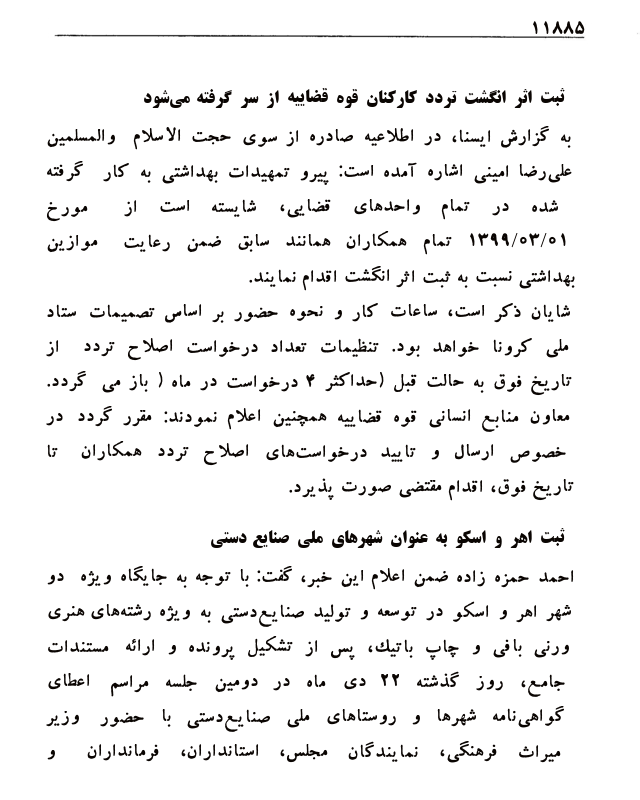 ۱۱۸۸۵
ثبت اثر انگشت تردد کارکنان قوه قضاییه از سر گرفته می‌شود
به گزارش ایسنا، در اطلاعیه صادره از سوی حجت الاسلام والمسلمین
علی‌رضا امینی اشاره آمده است: پیرو تمهیدات بهداشتی به کار گرفته
شده در تمام واحدهای قضایی، شایسته است از مورخ
۱۳۹۹/۰۳/۰۱ تمام همکاران همانند سابق ضمن رعایت موازین
بهداشتی نسبت به ثبت اثر انگشت اقدام نمایند.
شایان ذکر است، ساعات کار و نحوه حضور بر اساس تصمیمات ستاد
ملی کرونا خواهد بود. تنظیمات تعداد درخواست اصلاح تردد از
تاریخ فوق به حالت قبل (حداکثر ۴ درخواست در ماه ( باز می گردد.
معاون منابع انسانی قوه قضاییه همچنین اعلام نمودند: مقرر گردد در
خصوص ارسال و تایید درخواست‌های اصلاح تردد همکاران تا
تاریخ فوق، اقدام مقتضی صورت پذیرد.
ثبت اهر و اسکو به عنوان شهرهای ملی صنایع دستی
احمد حمزه زاده ضمن اعلام این خبر، گفت: با توجه به جایگاه ویژه دو
شهر اهر و اسکو در توسعه و تولید صنایع‌دستی به ویژه رشته‌های هنری
ورنی بافی و چاپ باتیک، پس از تشکیل پرونده و ارائه مستندات
جامع، روز گذشته ۲۲ دی ماه در دومین جلسه مراسم اعطای
گواهی‌نامه شهرها و روستاهای ملی صنایع‌دستی با حضور وزیر
میراث فرهنگی، نمایندگان مجلس، استانداران، فرمانداران و